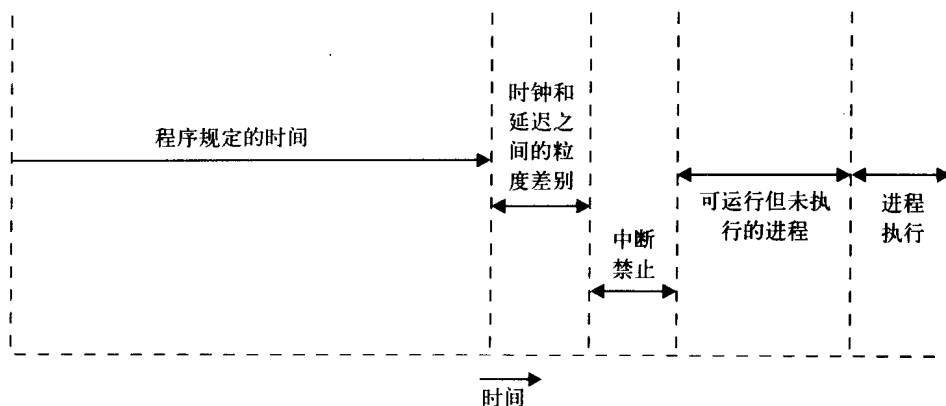 程序规定的时间
时钟和
延迟之
间的粒
度差别
中断
禁止
可运行但未执
行的进程
进程
执行
时间